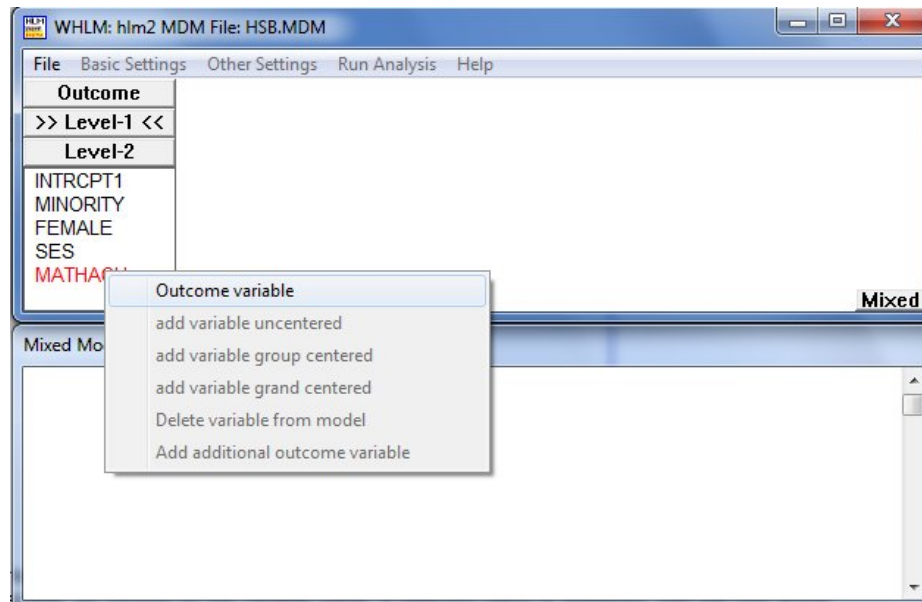 WHLM: hlm2 MDM File: HSB.MDM
File Basic Settings Other Settings Run Analysis Help
Outcome
>> Level-1 <<
Level-2
INTRCPT1
MINORITY
FEMALE
SES
Outcome variable
add variable uncentered
add variable group centered
add variable grand centered
Delete variable from model
Add additional outcome variable
Mixed
Mixed